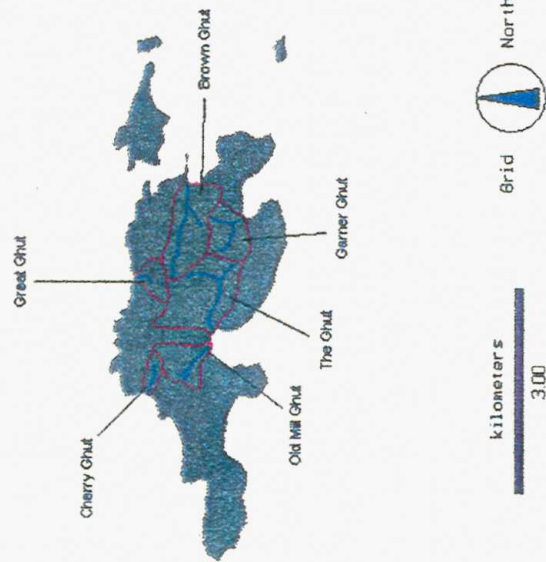 Great Ghut
Cherry Ghut
Brown Ghut
Garner Ghut
The Ghut
Old Mill Ghut
kilometers
3.00
Grid North